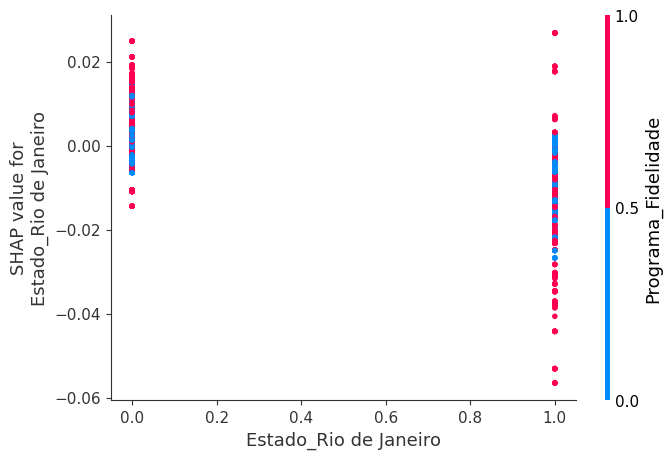 0.02
0.00
−0.02
−0.04
−0.06
SHAP value for
Estado_Rio de Janeiro
0.0 0.2 0.4 0.6 0.8 1.0
Estado_Rio de Janeiro
1.0
0.5
0.0
Programa_Fidelidade